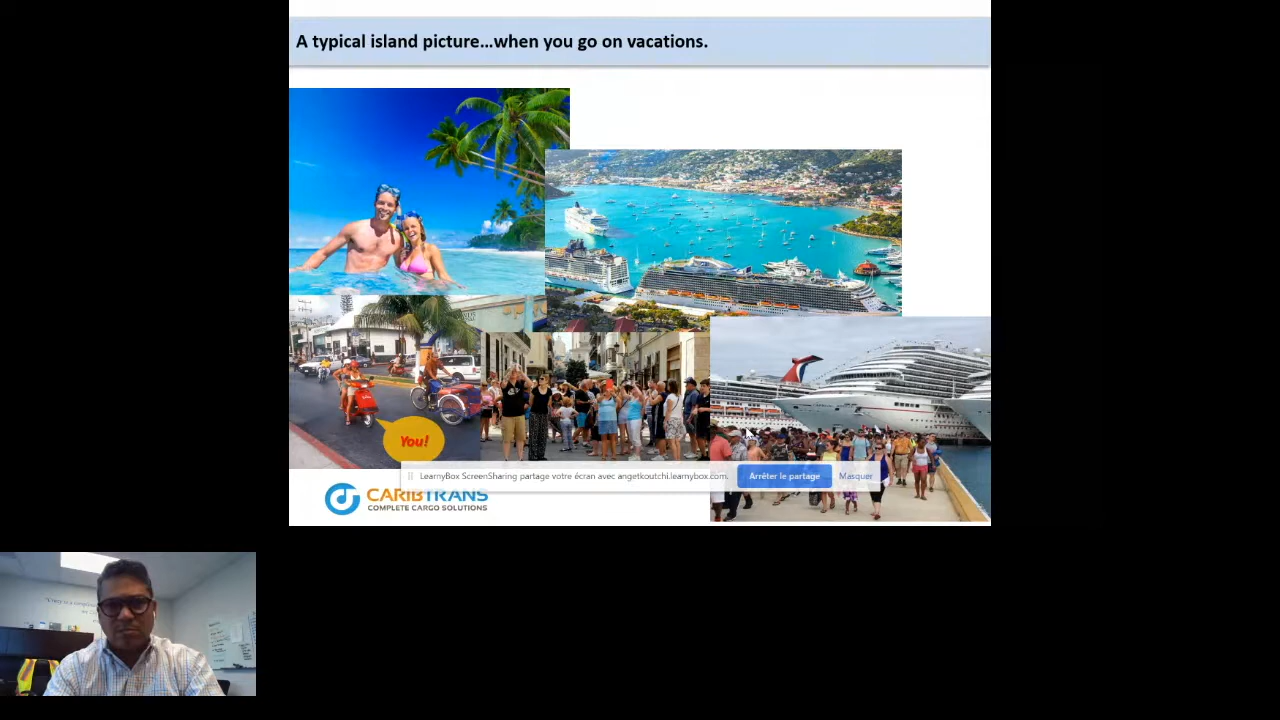 A typical island picture...when you go on vacations.
You!
LearnyBox ScreenSharing partage votre écran avec angetkoutchi.learnybox.com.
Arrêter le partage
Masquer
CARIBTRANS
COMPLETE CARGO SOLUTIONS